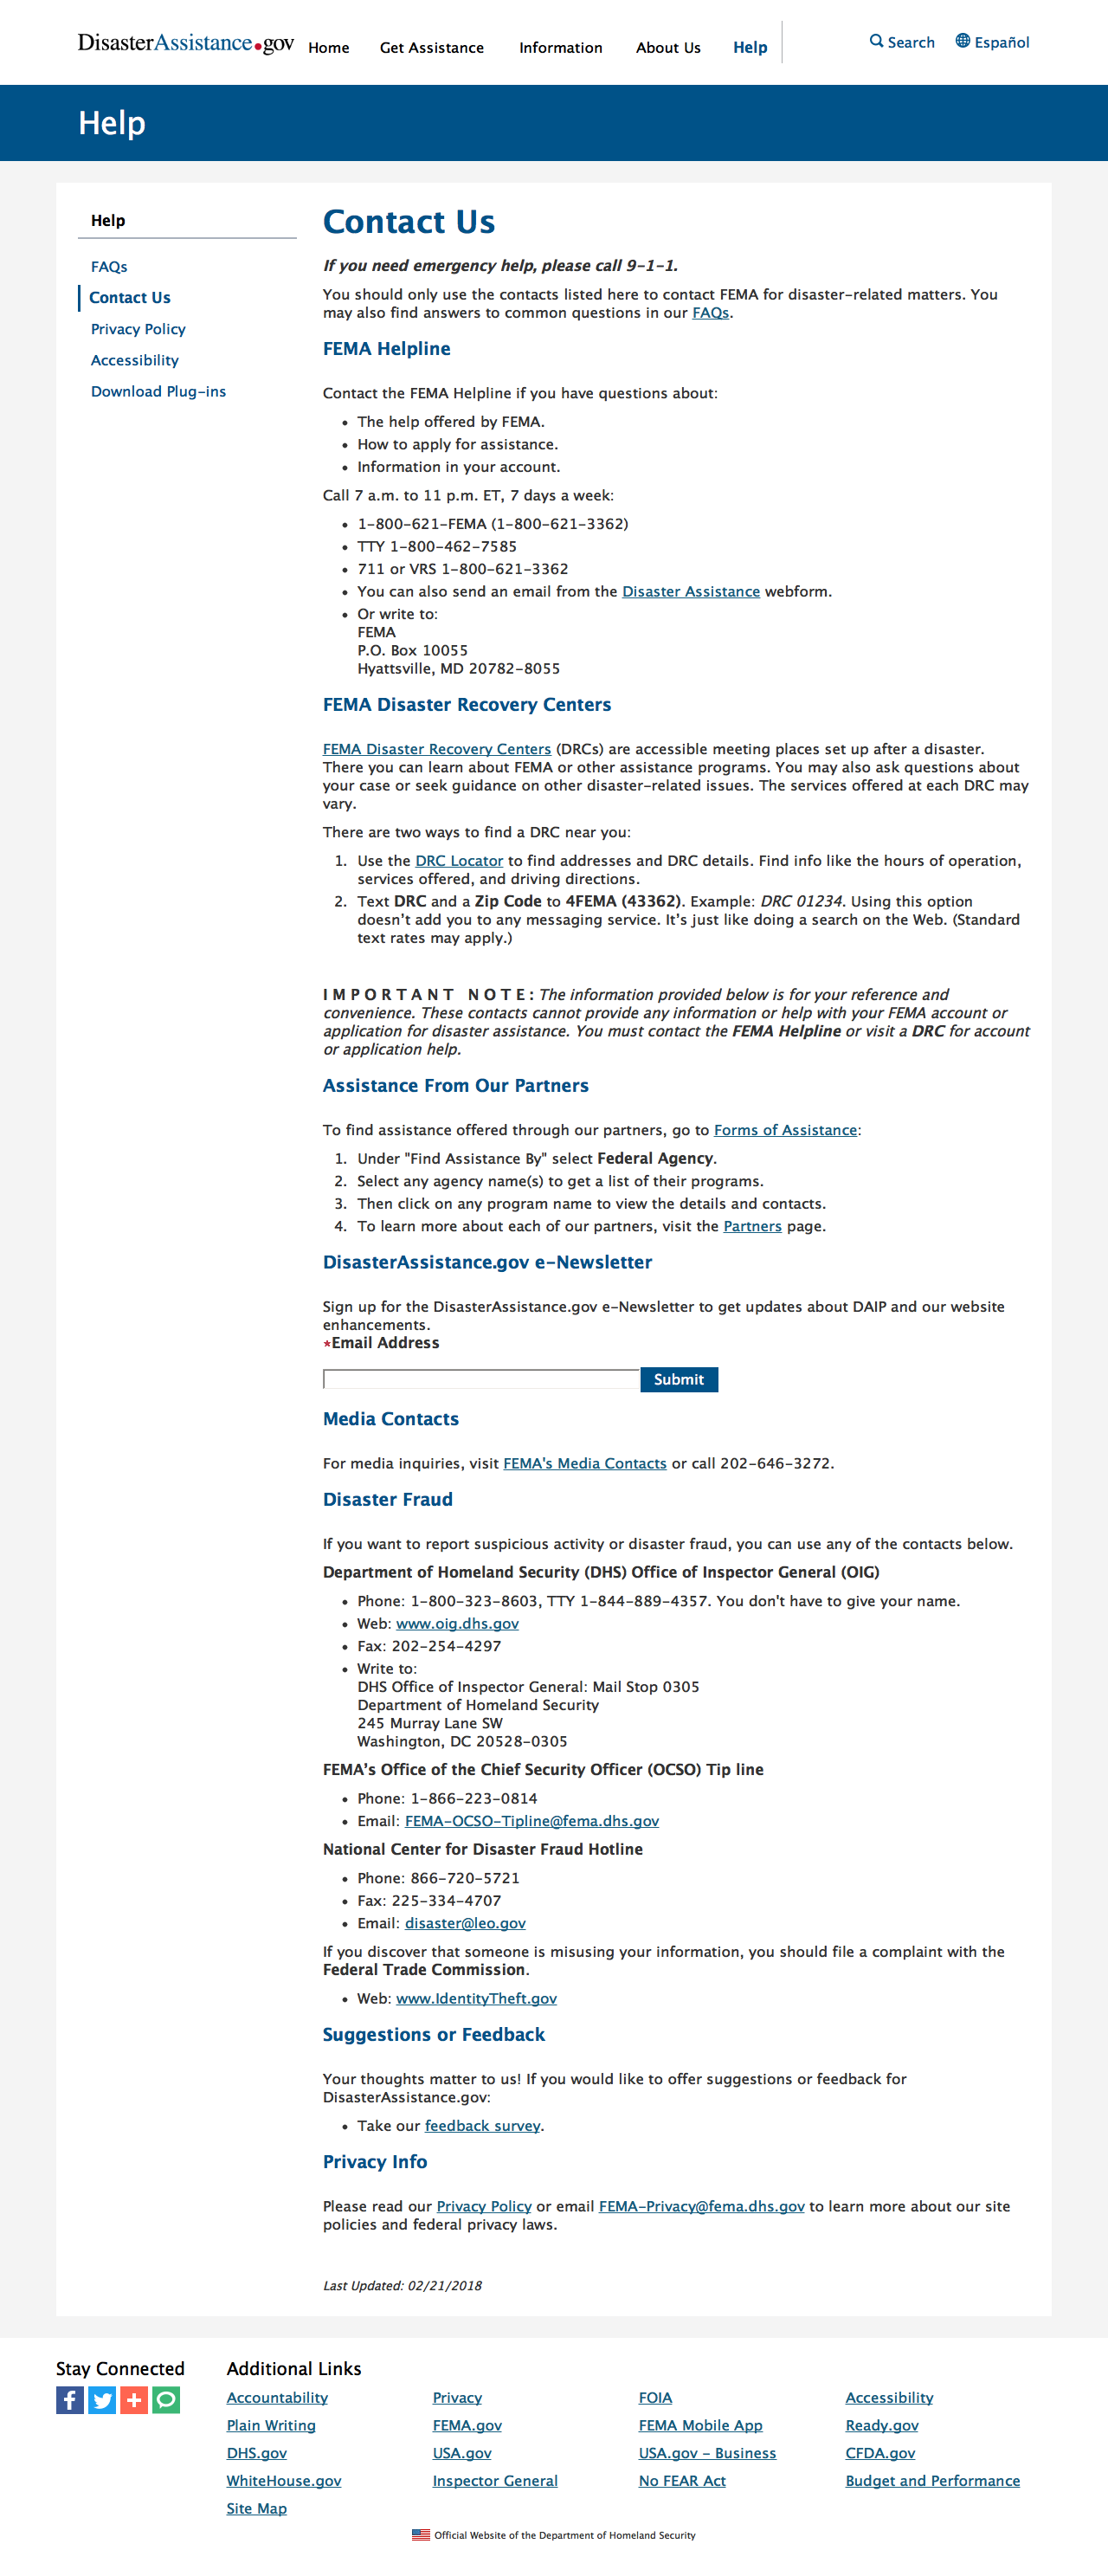 DisasterAssistance.gov
Home Get Assistance Information About Us Help
Search Español
Help
Help
FAQs
Contact Us
Privacy Policy
Accessibility
Download Plug-ins
Contact Us
If you need emergency help, please call 9-1-1.
You should only use the contacts listed here to contact FEMA for disaster-related matters. You
may also find answers to common questions in our FAQs.
FEMA Helpline
Contact the FEMA Helpline if you have questions about:
• The help offered by FEMA.
• How to apply for assistance.
• Information in your account.
Call 7 a.m. to 11 p.m. ET, 7 days a week:
• 1-800-621-FEMA (1-800-621-3362)
• TTY 1-800-462-7585
• 711 or VRS 1-800-621-3362
• You can also send an email from the Disaster Assistance webform.
• Or write to:
FEMA
P.O. Box 10055
Hyattsville, MD 20782-8055
FEMA Disaster Recovery Centers
FEMA Disaster Recovery Centers (DRCs) are accessible meeting places set up after a disaster.
There you can learn about FEMA or other assistance programs. You may also ask questions about
your case or seek guidance on other disaster-related issues. The services offered at each DRC may
vary.
There are two ways to find a DRC near you:
1. Use the DRC Locator to find addresses and DRC details. Find info like the hours of operation,
services offered, and driving directions.
2. Text DRC and a Zip Code to 4FEMA (43362). Example: DRC 01234. Using this option
doesn’t add you to any messaging service. It’s just like doing a search on the Web. (Standard
text rates may apply.)
IMPORTANT NOTE: The information provided below is for your reference and
convenience. These contacts cannot provide any information or help with your FEMA account or
application for disaster assistance. You must contact the FEMA Helpline or visit a DRC for account
or application help.
Assistance From Our Partners
To find assistance offered through our partners, go to Forms of Assistance:
1. Under "Find Assistance By" select Federal Agency.
2. Select any agency name(s) to get a list of their programs.
3. Then click on any program name to view the details and contacts.
4. To learn more about each of our partners, visit the Partners page.
DisasterAssistance.gov e-Newsletter
Sign up for the DisasterAssistance.gov e-Newsletter to get updates about DAIP and our website
enhancements.
*Email Address
Submit
Media Contacts
For media inquiries, visit FEMA's Media Contacts or call 202-646-3272.
Disaster Fraud
If you want to report suspicious activity or disaster fraud, you can use any of the contacts below.
Department of Homeland Security (DHS) Office of Inspector General (OIG)
• Phone: 1-800-323-8603, TTY 1-844-889-4357. You don't have to give your name.
• Web: www.oig.dhs.gov
• Fax: 202-254-4297
• Write to:
DHS Office of Inspector General: Mail Stop 0305
Department of Homeland Security
245 Murray Lane SW
Washington, DC 20528-0305
FEMA’s Office of the Chief Security Officer (OCSO) Tip line
• Phone: 1-866-223-0814
• Email: FEMA-OCSO-Tipline@fema.dhs.gov
National Center for Disaster Fraud Hotline
• Phone: 866-720-5721
• Fax: 225-334-4707
• Email: disaster@leo.gov
If you discover that someone is misusing your information, you should file a complaint with the
Federal Trade Commission.
• Web: www.IdentityTheft.gov
Suggestions or Feedback
Your thoughts matter to us! If you would like to offer suggestions or feedback for
DisasterAssistance.gov:
• Take our feedback survey.
Privacy Info
Please read our Privacy Policy or email FEMA-Privacy@fema.dhs.gov to learn more about our site
policies and federal privacy laws.
Last Updated: 02/21/2018
Stay Connected
Additional Links
Accountability Privacy FOIA Accessibility
Plain Writing FEMA.gov FEMA Mobile App Ready.gov
DHS.gov USA.gov USA.gov - Business CFDA.gov
WhiteHouse.gov Inspector General No FEAR Act Budget and Performance
Site Map
Official Website of the Department of Homeland Security